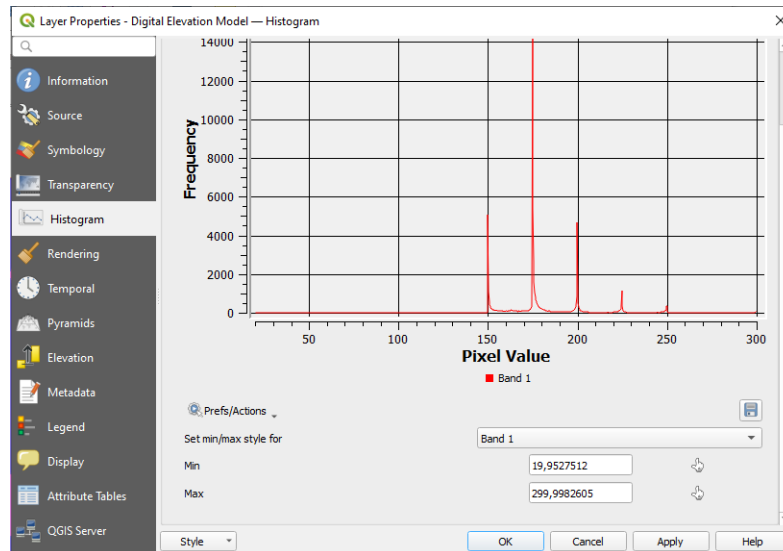 Layer Properties - Digital Elevation Model — Histogram
Information
Source
Symbology
Transparency
Histogram
Rendering
Temporal
Pyramids
Elevation
Metadata
Legend
Display
Attribute Tables
QGIS Server
Frequency
14000
12000
10000
8000
6000
4000
2000
0
50 100 150 200 250 300
Pixel Value
Band 1
Prefs/Actions
Set min/max style for Band 1
Min 19,9527512
Max 299,9982605
Style OK Cancel Apply Help